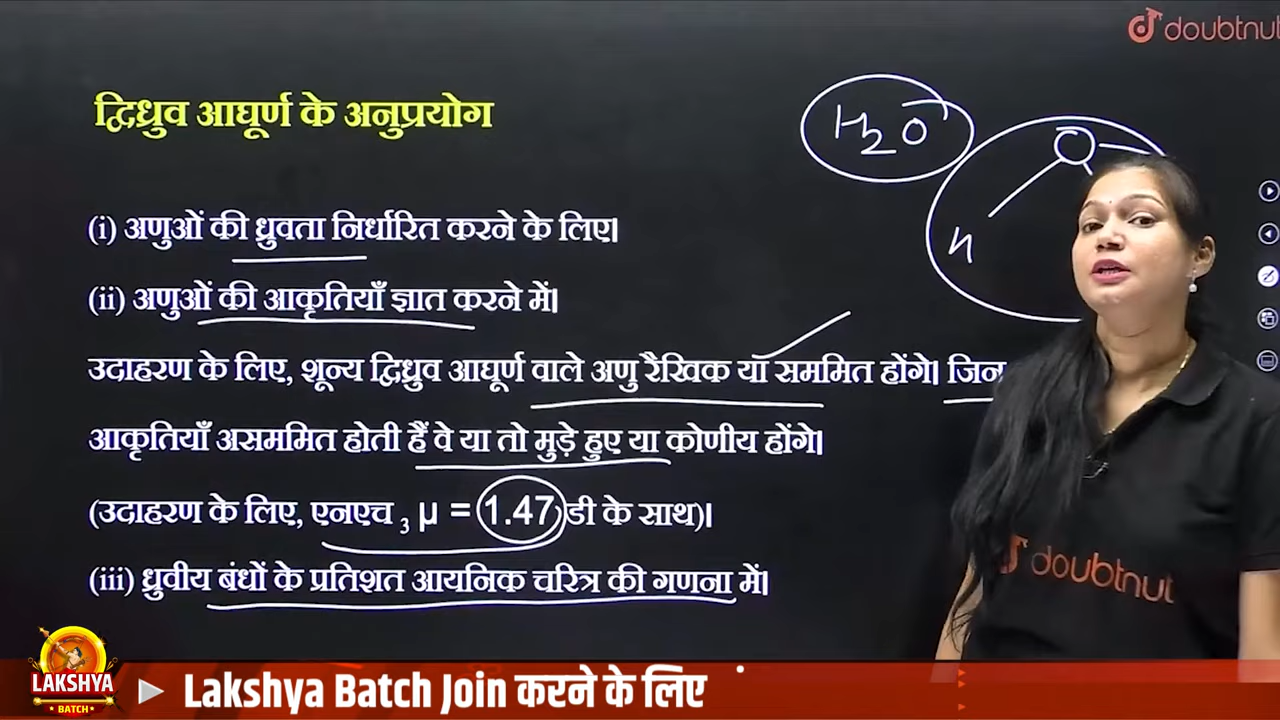 doubtnut
द्विध्रुव आघूर्ण के अनुप्रयोग
H2O
(i) अणुओं की ध्रुवता निर्धारित करने के लिए।
H
(ii) अणुओं की आकृतियाँ ज्ञात करने में।
उदाहरण के लिए, शून्य द्विध्रुव आघूर्ण वाले अणु रैखिक या सममित होंगे। जिन
आकृतियाँ असममित होती हैं वे या तो मुड़े हुए या कोणीय होंगे।
(उदाहरण के लिए, एनएच 3 μ = 1.47 डी के साथ)।
doubtnut
(iii) ध्रुवीय बंधों के प्रतिशत आयनिक चरित्र की गणना में।
LAKSHYA
BATCH
Lakshya Batch Join करने के लिए